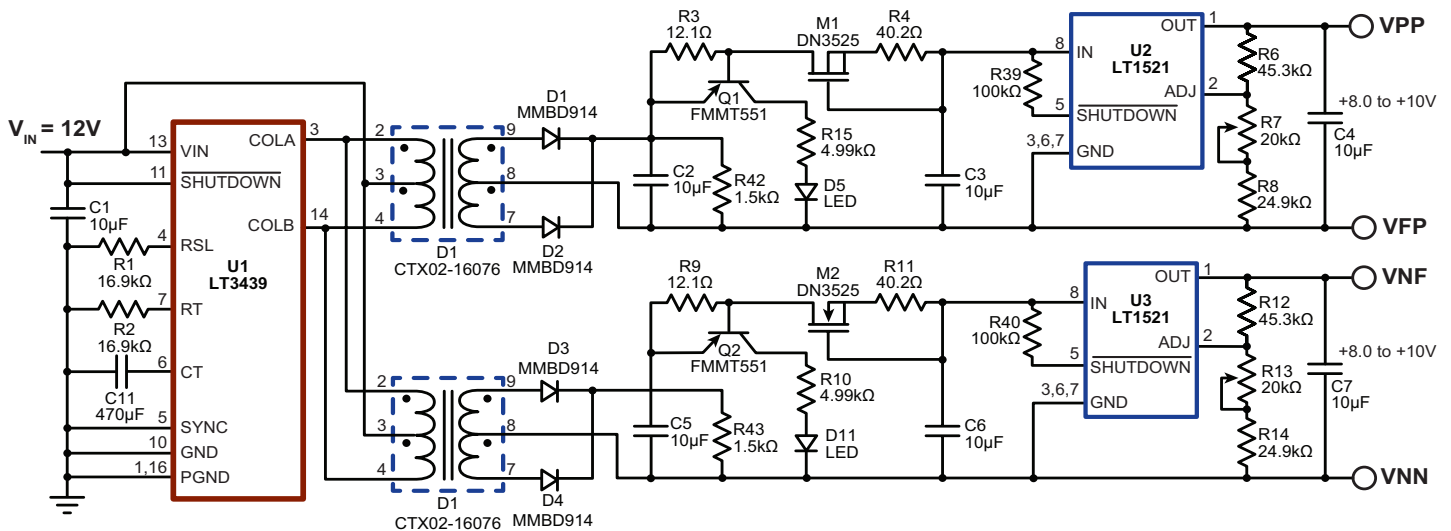 R3
12.1Ω
M1
DN3525
R4
40.2Ω
1
OUT
VPP
8
IN
U2
LT1521
R6
45.3kΩ
R39
100kΩ
ADJ
2
Q1
FMMT551
D1
MMBD914
5
SHUTDOWN
R7
20kΩ
+8.0 to +10V
C4
10µF
V IN = 12V
13
VIN
COLA
3
2
9
R15
4.99kΩ
3,6,7
GND
11
SHUTDOWN
3
8
C2
10µF
R42
1.5kΩ
D5
LED
C3
10µF
R8
24.9kΩ
C1
10µF
14
COLB
4
7
VFP
4
RSL
R1
16.9kΩ
U1
LT3439
D1
CTX02-16076
D2
MMBD914
R9
12.1Ω
M2
DN3525
R11
40.2Ω
OUT
1
VNF
7
RT
R2
16.9kΩ
8
IN
U3
LT1521
R12
45.3kΩ
R40
100kΩ
ADJ
2
Q2
FMMT551
D3
MMBD914
5
SHUTDOWN
R13
20kΩ
+8.0 to +10V
C7
10µF
6
CT
C11
470µF
2
9
R10
4.99kΩ
3,6,7
GND
5
SYNC
3
8
C5
10µF
R43
1.5kΩ
D11
LED
C6
10µF
R14
24.9kΩ
10
GND
1,16
PGND
4
7
VNN
D1
CTX02-16076
D4
MMBD914